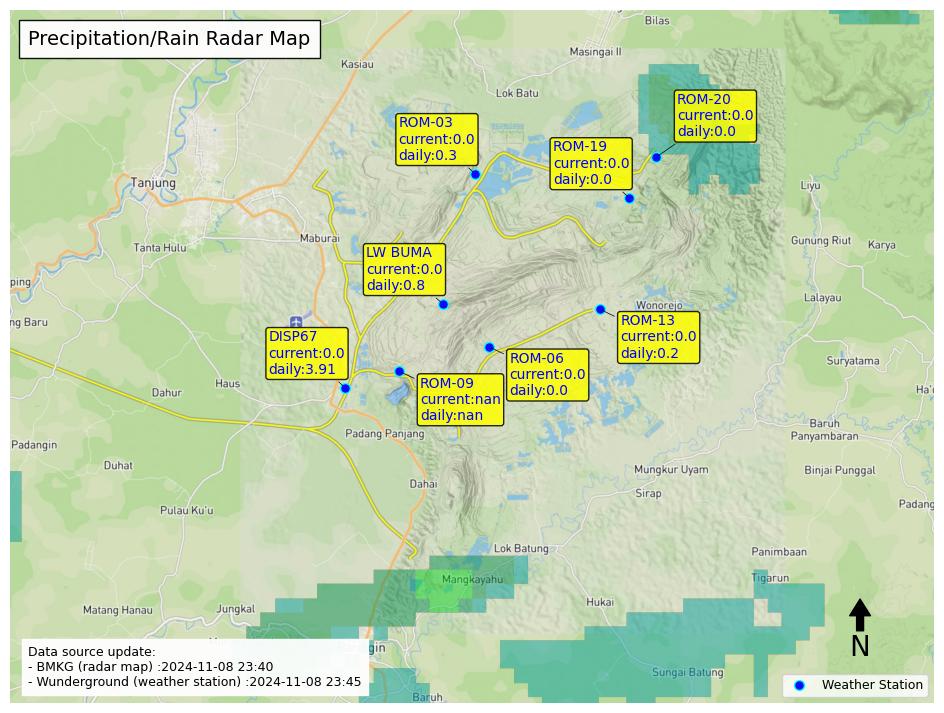 Bilas
Precipitation/Rain Radar Map
Masingai II
Kasiau
Lok Batu
ROM-20
current:0.0
daily:0.0
ROM-03
current:0.0
daily:0.3
ROM-19
current:0.0
daily:0.0
Tanjung
Liyu
Maburai
Tanta Hulu
Gunung Riut
Karya
LW BUMA
current:0.0
daily:0.8
ping
Lalayau
Wonorejo
ng Baru
ROM-13
current:0.0
daily:0.2
DISP67
current:0.0
daily:3.91
ROM-06
current:0.0
daily:0.0
Suryatama
ROM-09
current:nan
daily:nan
Haus
Dahur
Ha'o
Baruh
Panyambaran
Padang Panjang
Padangin
Duhat
Mungkur Uyam
Binjai Punggal
Dahai
Sirap
Padang
Pulau Ku'u
Lok Batung
Panimbaan
Mangkayahu
Tigarun
Hukai
Matang Hanau
Jungkal
gin
Data source update:
- BMKG (radar map) :2024-11-08 23:40
- Wunderground (weather station) :2024-11-08 23:45
N
Sungai Batung
Weather Station
Baruh